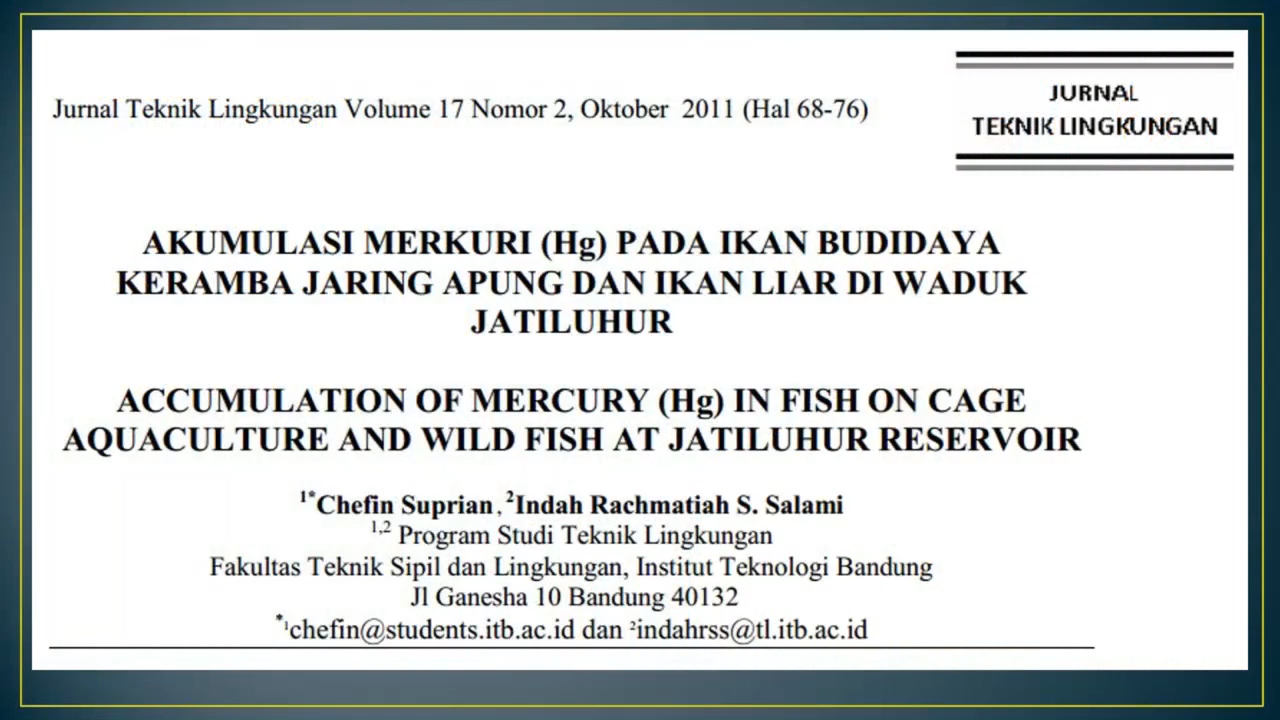 JURNAL
TEKNIK LINGKUNGAN
Jurnal Teknik Lingkungan Volume 17 Nomor 2, Oktober 2011 (Hal 68-76)
AKUMULASI MERKURI (Hg) PADA IKAN BUDIDAYA
KERAMBA JARING APUNG DAN IKAN LIAR DI WADUK
JATILUHUR
ACCUMULATION OF MERCURY (Hg) IN FISH ON CAGE
AQUACULTURE AND WILD FISH AT JATILUHUR RESERVOIR
1*Chefin Suprian, 2Indah Rachmatiah S. Salami
1,2 Program Studi Teknik Lingkungan
Fakultas Teknik Sipil dan Lingkungan, Institut Teknologi Bandung
Jl Ganesha 10 Bandung 40132
*1chefin@students.itb.ac.id dan 2indahrss@tl.itb.ac.id